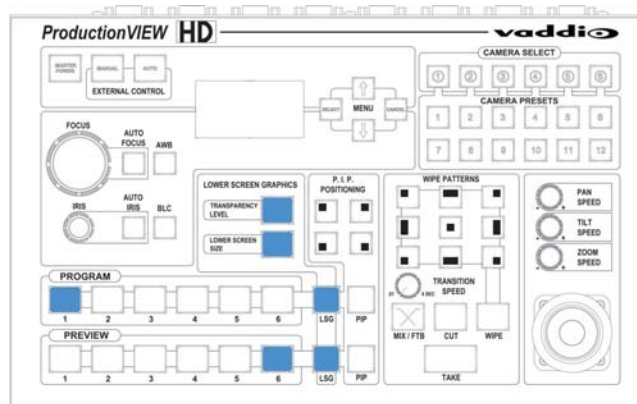 ProductionVIEW HD
vaddio
MASTER POWER
MANUAL
AUTO
EXTERNAL CONTROL
SELECT
MENU
CANCEL
CAMERA SELECT
1 2 3 4 5 6
CAMERA PRESETS
1 2 3 4 5 6
7 8 9 10 11 12
FOCUS
AUTO
FOCUS
AWB
IRIS
AUTO
IRIS
BLC
LOWER SCREEN GRAPHICS
TRANSPARENCY
LEVEL
LOWER SCREEN
SIZE
P. I. P.
POSITIONING
WIPE PATTERNS
TRANSITION
SPEED
MIX / FTB
CUT
WIPE
TAKE
PAN
SPEED
TILT
SPEED
ZOOM
SPEED
PROGRAM
1 2 3 4 5 6 LSG PIP
PREVIEW
1 2 3 4 5 6 LSG PIP